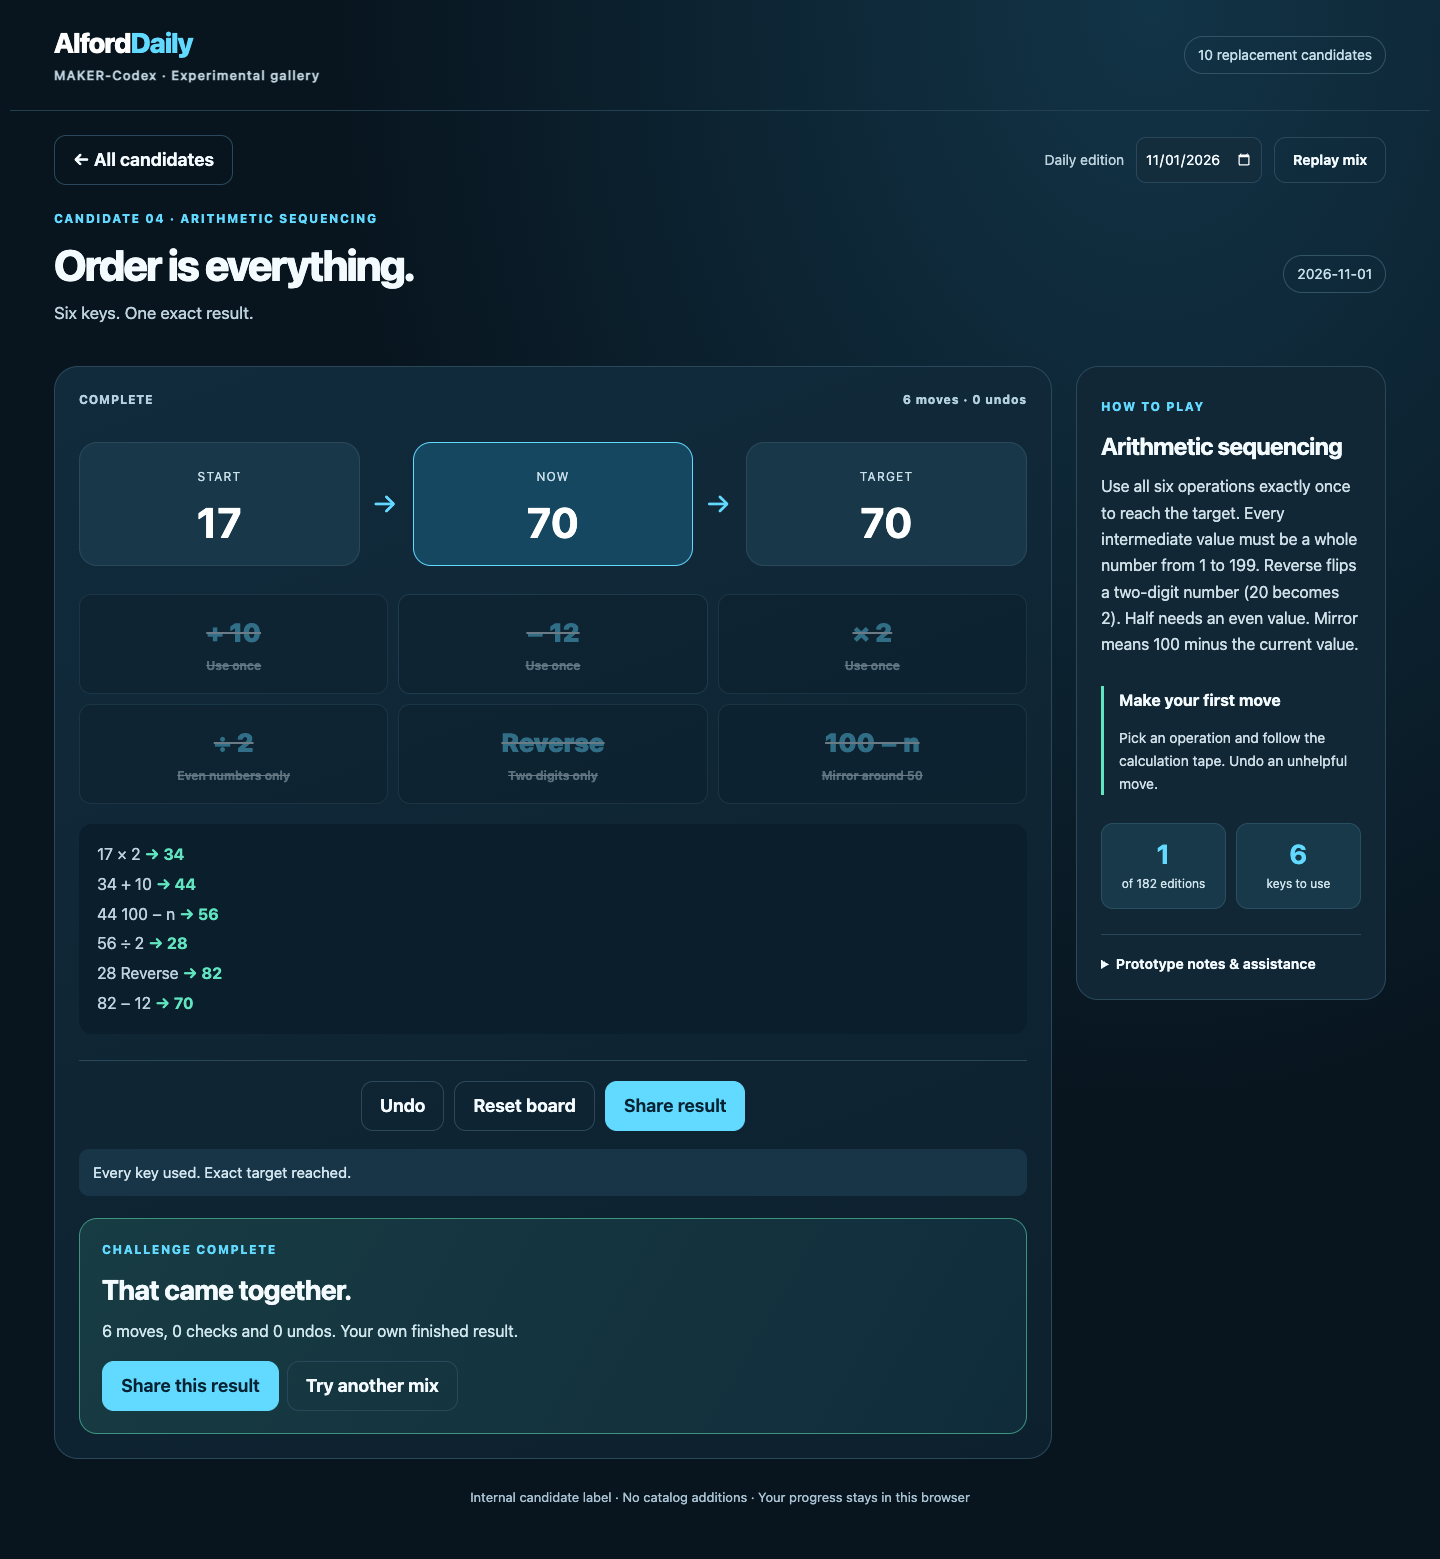 AlfordDaily
MAKER-Codex · Experimental gallery
10 replacement candidates
← All candidates
Daily edition
11/01/2026
Replay mix
CANDIDATE 04 · ARITHMETIC SEQUENCING
Order is everything.
2026-11-01
Six keys. One exact result.
COMPLETE
6 moves · 0 undos
START
17
→
NOW
70
→
TARGET
70
+ 10
Use once
− 12
Use once
× 2
Use once
÷ 2
Even numbers only
Reverse
Two digits only
100 − n
Mirror around 50
17 × 2 → 34
34 + 10 → 44
44 100 − n → 56
56 ÷ 2 → 28
28 Reverse → 82
82 − 12 → 70
Undo
Reset board
Share result
Every key used. Exact target reached.
CHALLENGE COMPLETE
That came together.
6 moves, 0 checks and 0 undos. Your own finished result.
Share this result
Try another mix
HOW TO PLAY
Arithmetic sequencing
Use all six operations exactly once
to reach the target. Every
intermediate value must be a whole
number from 1 to 199. Reverse flips
a two-digit number (20 becomes
2). Half needs an even value. Mirror
means 100 minus the current value.
Make your first move
Pick an operation and follow the
calculation tape. Undo an unhelpful
move.
1
of 182 editions
6
keys to use
▶ Prototype notes & assistance
Internal candidate label · No catalog additions · Your progress stays in this browser